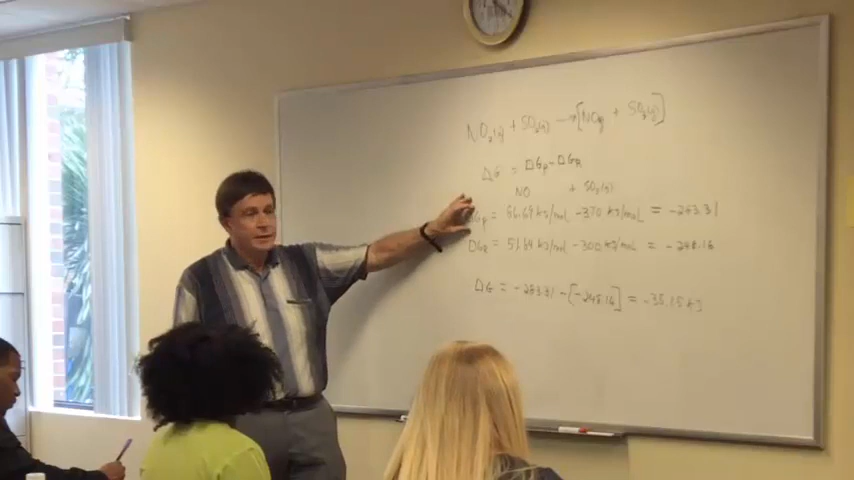 NO₂(g) + SO₂(g) → [NO(g) + SO₃(g)]
ΔG = ΔGp - ΔGR
NO + SO₃(g)
ΔGp = 86.69 kJ/mol - 370 kJ/mol = -283.31
ΔGR = 51.84 kJ/mol - 300 kJ/mol = -248.16
ΔG = -283.31 - [-248.16] = -35.15 kJ